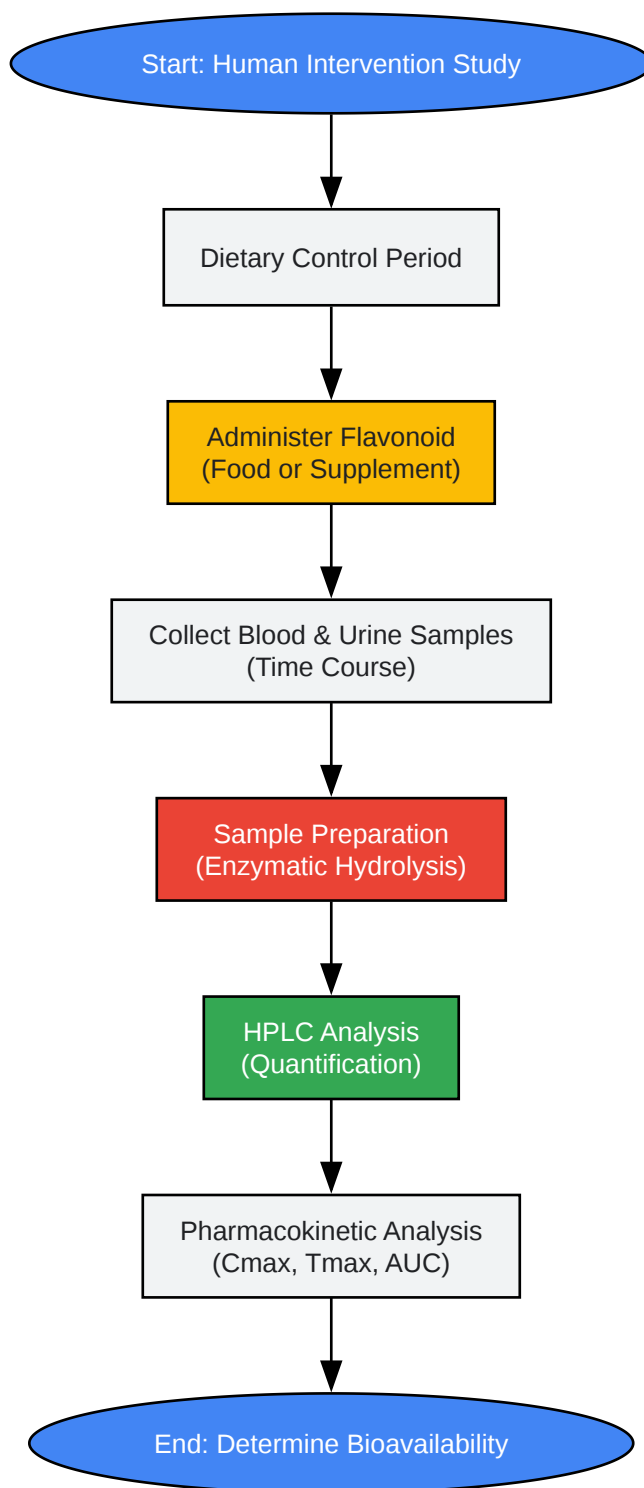 Start: Human Intervention Study
Dietary Control Period
Administer Flavonoid
(Food or Supplement)
Collect Blood & Urine Samples
(Time Course)
Sample Preparation
(Enzymatic Hydrolysis)
HPLC Analysis
(Quantification)
Pharmacokinetic Analysis
(Cmax, Tmax, AUC)
End: Determine Bioavailability